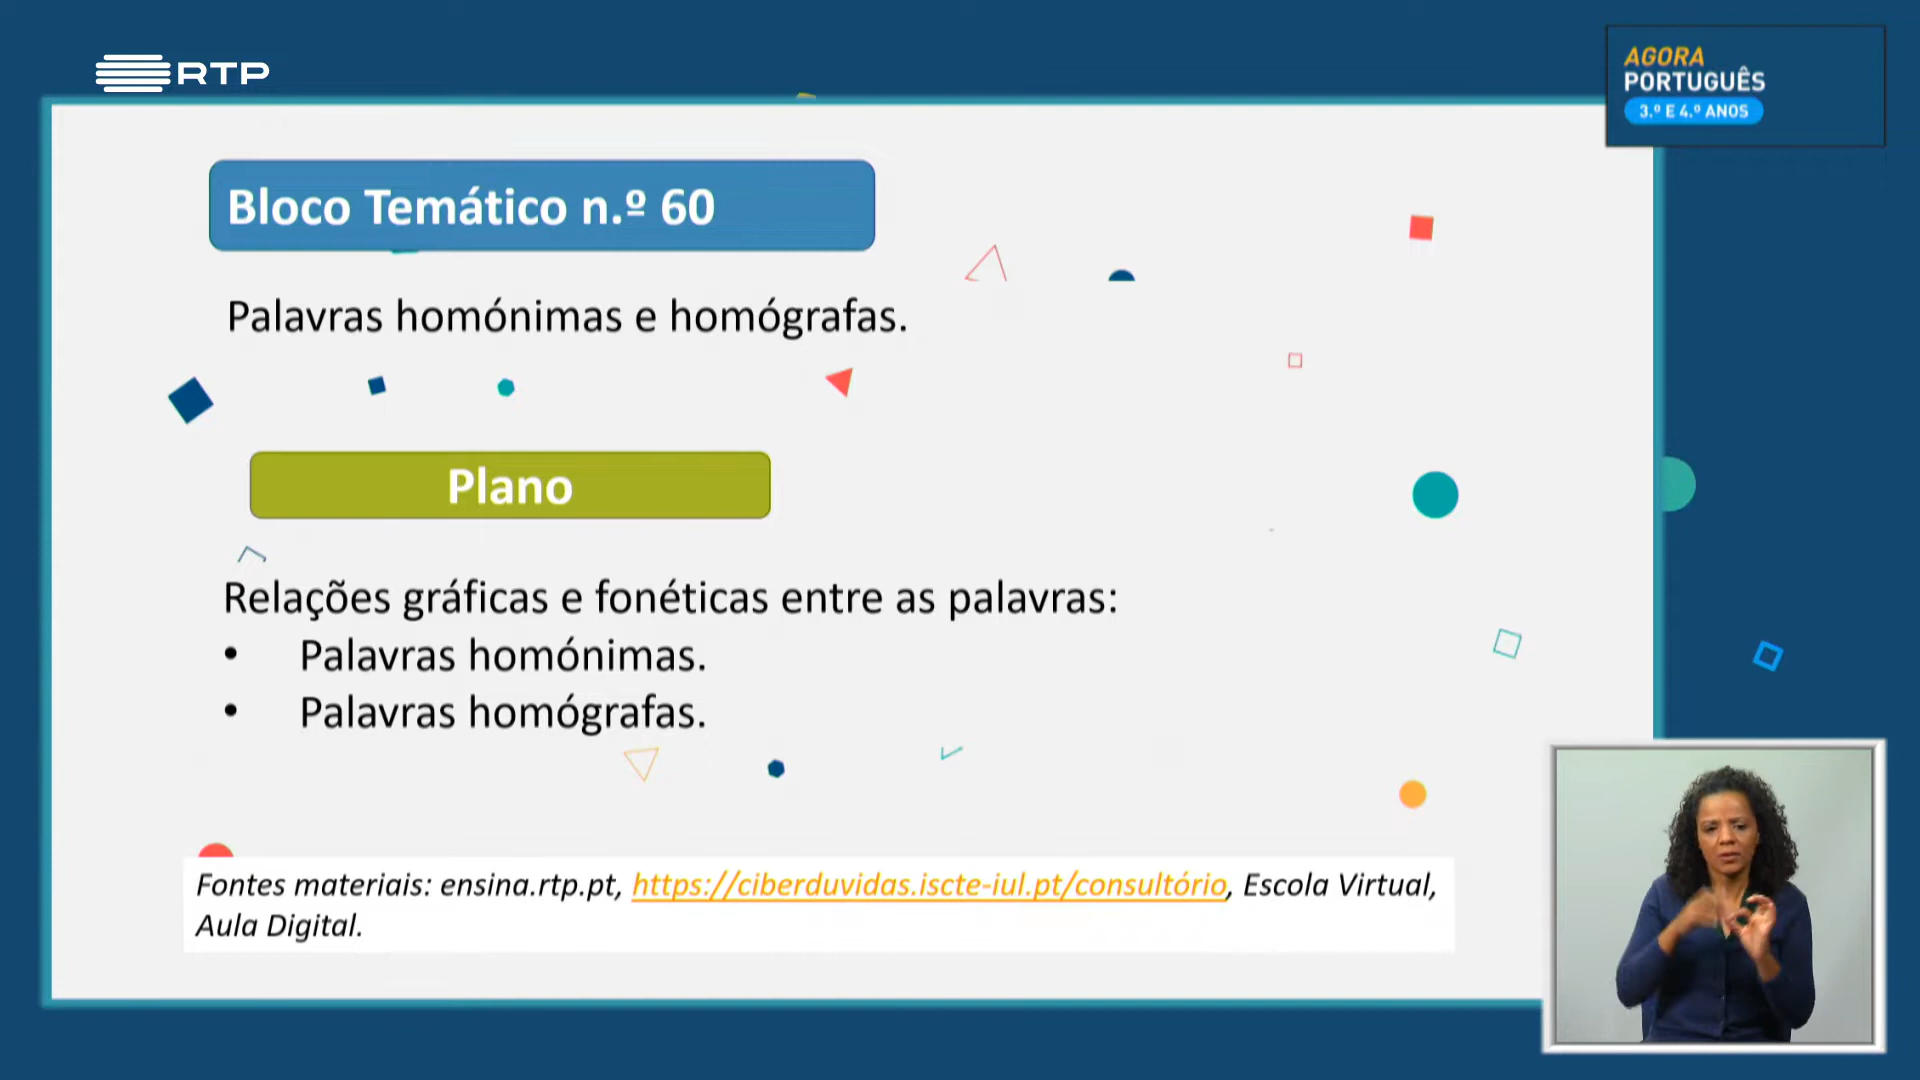 RTP
AGORA
PORTUGUÊS
3.º E 4.º ANOS
Bloco Temático n.º 60
Palavras homónimas e homógrafas.
Plano
Relações gráficas e fonéticas entre as palavras:
• Palavras homónimas.
• Palavras homógrafas.
Fontes materiais: ensina.rtp.pt, https://ciberduvidas.iscte-iul.pt/consultório, Escola Virtual,
Aula Digital.